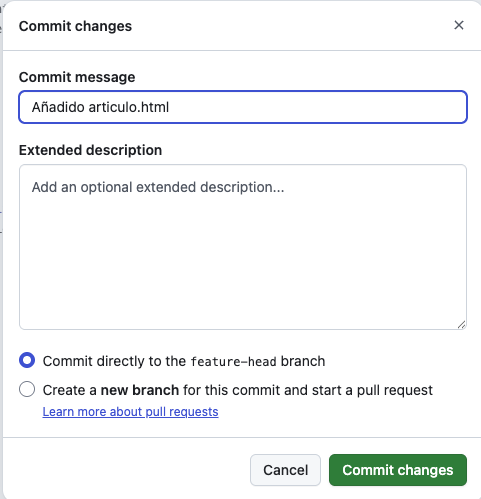 Commit changes
Commit message
Añadido articulo.html
Extended description
Add an optional extended description...
Commit directly to the feature-head branch
Create a new branch for this commit and start a pull request
Learn more about pull requests
Cancel
Commit changes